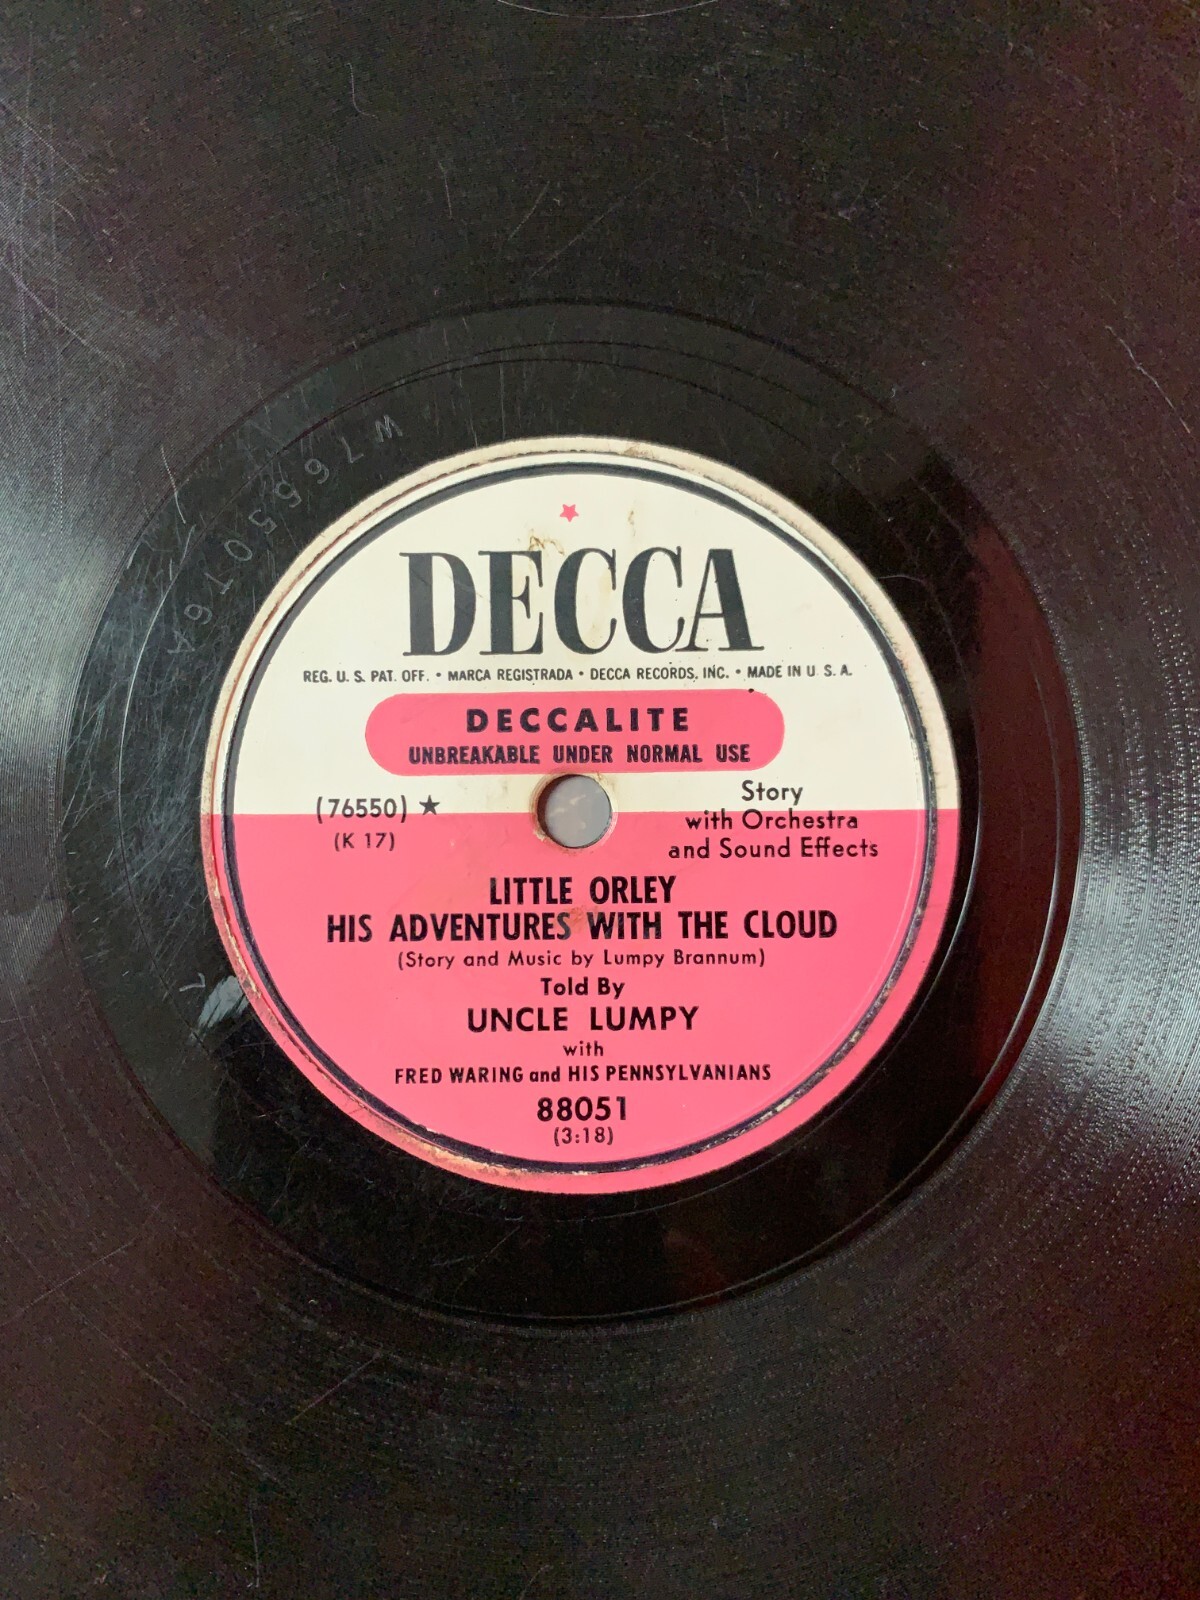 W 76550 T6A
DECCA
REG. U. S. PAT. OFF. • MARCA REGISTRADA • DECCA RECORDS, INC. • MADE IN U. S. A.
DECCALITE
UNBREAKABLE UNDER NORMAL USE
(76550) ★
(K 17)
Story
with Orchestra
and Sound Effects
LITTLE ORLEY
HIS ADVENTURES WITH THE CLOUD
(Story and Music by Lumpy Brannum)
Told By
UNCLE LUMPY
with
FRED WARING and HIS PENNSYLVANIANS
88051
(3:18)